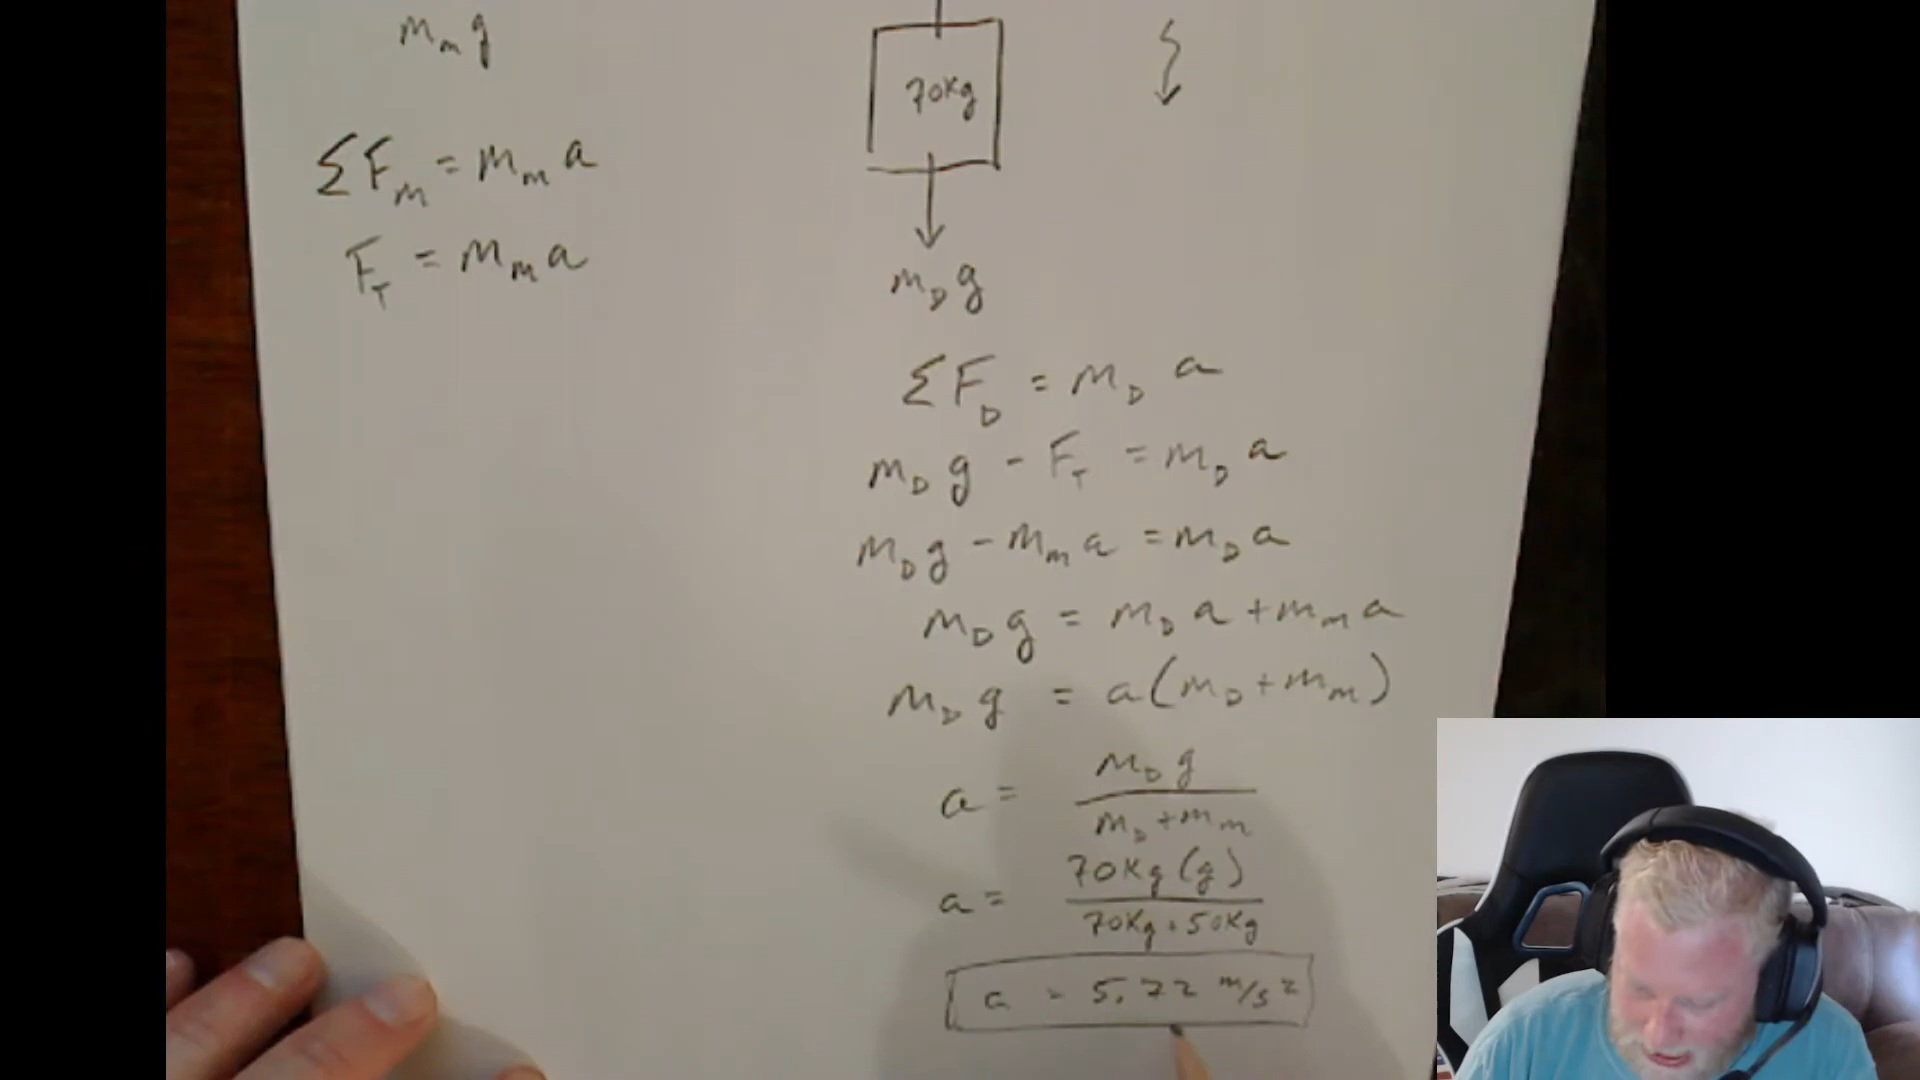 m_m g
70kg
ΣF_m = m_m a
F_T = m_m a
m_D g
ΣF_D = m_D a
m_D g - F_T = m_D a
m_D g - m_m a = m_D a
m_D g = m_D a + m_m a
m_D g = a(m_D + m_m)
a = m_D g / m_D + m_m
a = 70kg(g) / 70kg + 50kg
a = 5.72 m/s²